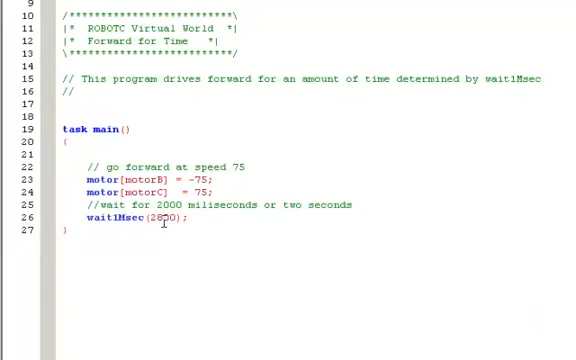 9
10 /**************************\
11 |* ROBOTC Virtual World *|
12 |* Forward for Time *|
13 \**************************/
14
15 // This program drives forward for an amount of time determined by wait1Msec
16 //
17
18
19 task main()
20 {
21
22 // go forward at speed 75
23 motor[motorB] = -75;
24 motor[motorC] = 75;
25 //wait for 2000 miliseconds or two seconds
26 wait1Msec(2800);
27 }